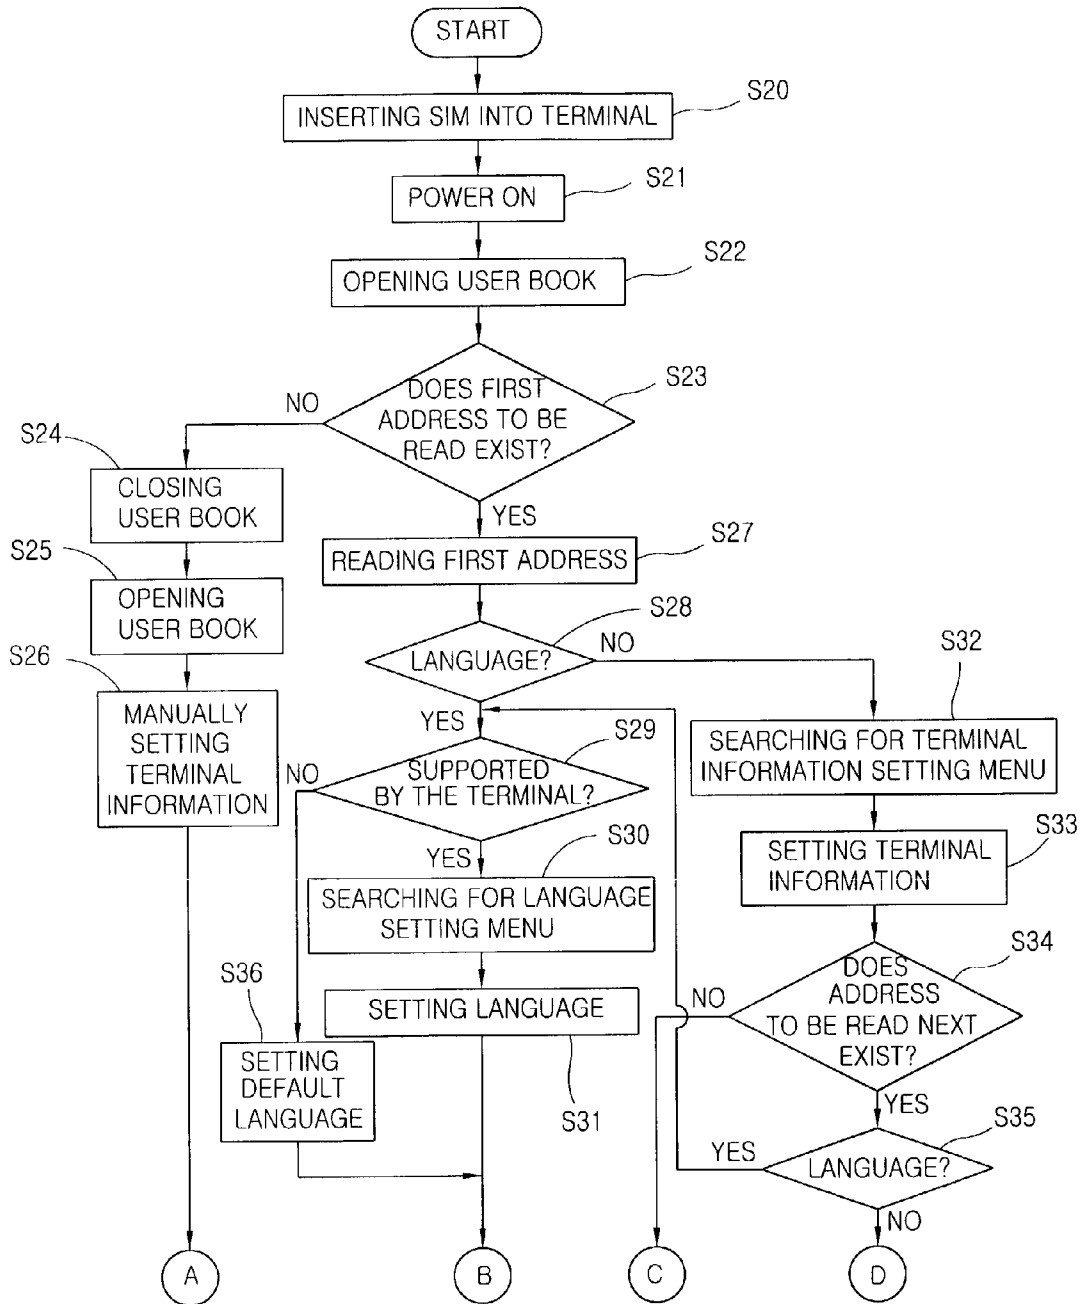 START
S20
INSERTING SIM INTO TERMINAL
S21
POWER ON
S22
OPENING USER BOOK
S23
DOES FIRST
ADDRESS TO BE
READ EXIST?
NO
YES
S24
CLOSING
USER BOOK
S25
OPENING
USER BOOK
S26
MANUALLY
SETTING
TERMINAL
INFORMATION
S27
READING FIRST ADDRESS
S28
LANGUAGE?
NO
YES
S29
SUPPORTED
BY THE TERMINAL?
NO
YES
S30
SEARCHING FOR LANGUAGE
SETTING MENU
S31
SETTING LANGUAGE
S36
SETTING
DEFAULT
LANGUAGE
S32
SEARCHING FOR TERMINAL
INFORMATION SETTING MENU
S33
SETTING TERMINAL
INFORMATION
S34
DOES
ADDRESS
TO BE READ NEXT
EXIST?
NO
YES
S35
LANGUAGE?
YES
NO
A
B
C
D